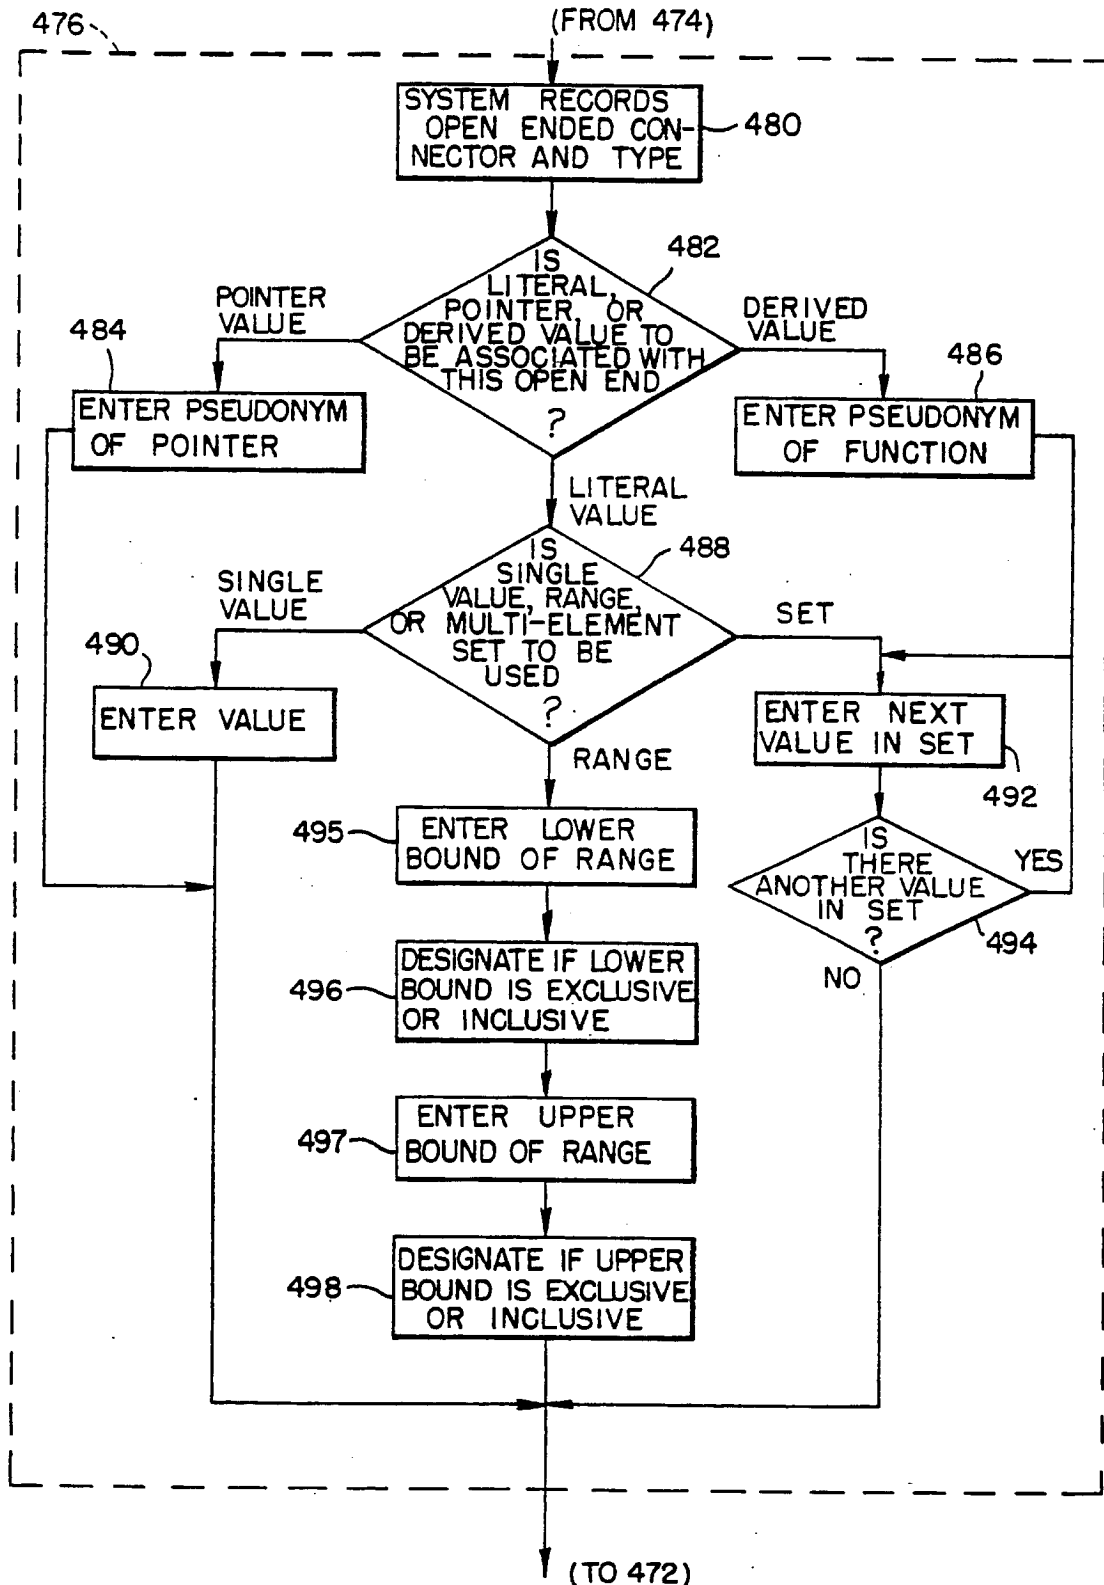 476
(FROM 474)
SYSTEM RECORDS
OPEN ENDED CON-
NECTOR AND TYPE
480
IS
LITERAL,
POINTER, OR
DERIVED VALUE TO
BE ASSOCIATED WITH
THIS OPEN END
?
482
POINTER
VALUE
DERIVED
VALUE
484
ENTER PSEUDONYM
OF POINTER
486
ENTER PSEUDONYM
OF FUNCTION
LITERAL
VALUE
IS
SINGLE
VALUE, RANGE,
OR MULTI-ELEMENT
SET TO BE
USED
?
488
SINGLE
VALUE
SET
490
ENTER VALUE
ENTER NEXT
VALUE IN SET
492
RANGE
495
ENTER LOWER
BOUND OF RANGE
IS
THERE
ANOTHER VALUE
IN SET
?
YES
494
NO
496
DESIGNATE IF LOWER
BOUND IS EXCLUSIVE
OR INCLUSIVE
497
ENTER UPPER
BOUND OF RANGE
498
DESIGNATE IF UPPER
BOUND IS EXCLUSIVE
OR INCLUSIVE
(TO 472)